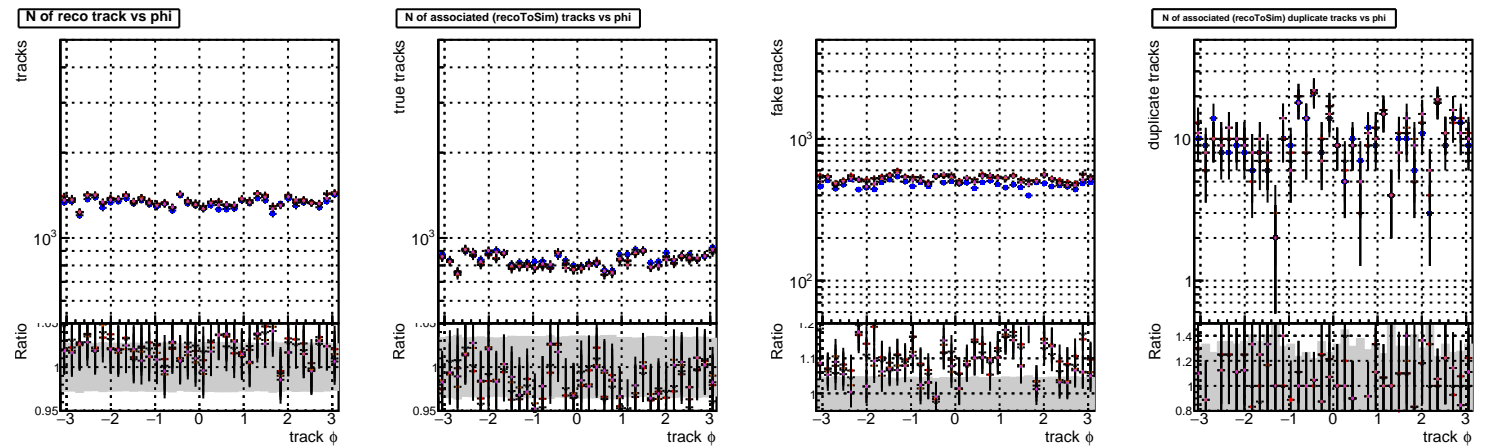 N of reco track vs phi
tracks
10³
Ratio
1.05
1
0.95
−3 −2 −1 0 1 2 3
track ϕ
N of associated (recoToSim) tracks vs phi
true tracks
10³
Ratio
1.05
1
0.95
−3 −2 −1 0 1 2 3
track ϕ
fake tracks
10³
10²
Ratio
1.2
1.1
1
−3 −2 −1 0 1 2 3
track ϕ
N of associated (recoToSim) duplicate tracks vs phi
duplicate tracks
10
1
Ratio
1.4
1.2
1
0.8
−3 −2 −1 0 1 2 3
track ϕ